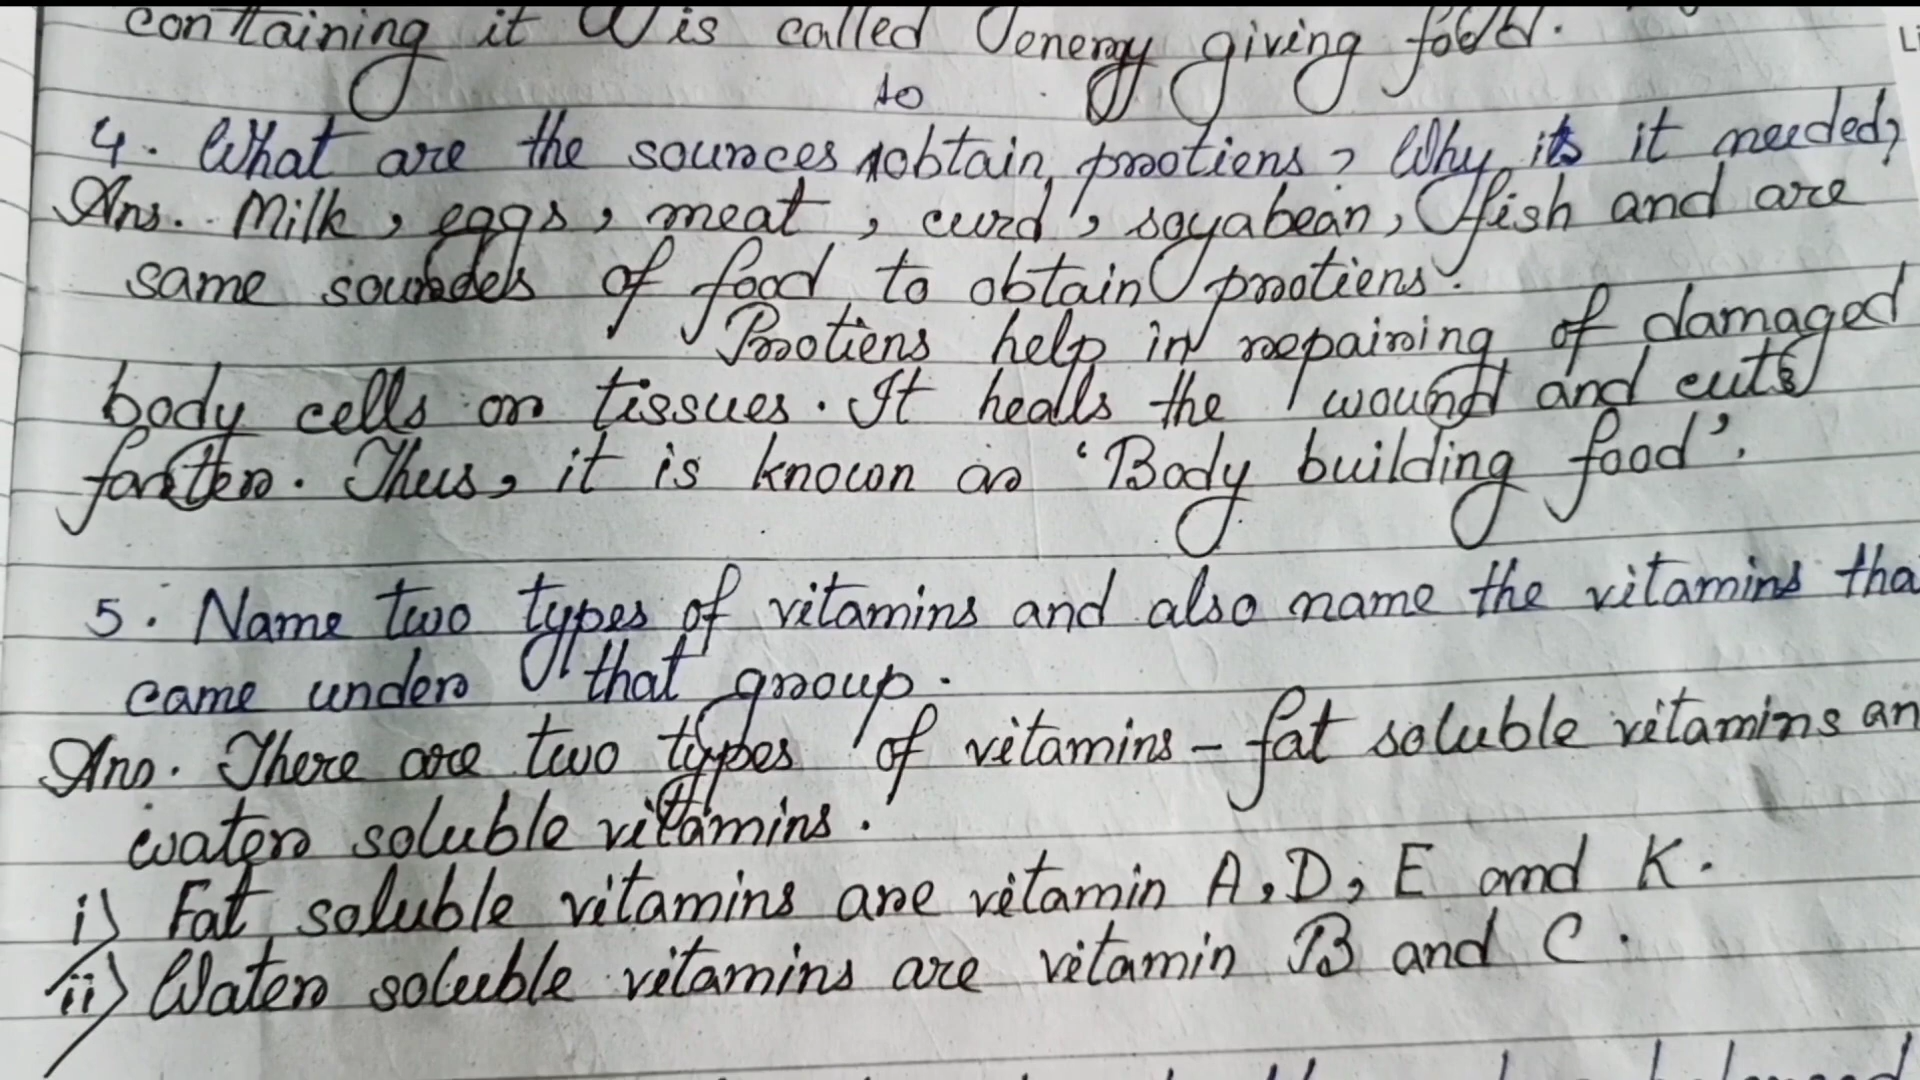 containing it is called energy giving food.
to
4. What are the sources obtain protiens? Why is it needed?
Ans. Milk, eggs, meat, curd, soyabean, fish and are
same of food to obtain protiens.
Protiens help in repairing of damaged
body cells or tissues. It healls the wound and cuts
faster. Thus, it is known as 'Body building food'.
5. Name two types of vitamins and also name the vitamins tha
came under that group.
Ans. There are two types of vitamins - fat soluble vitamins an
water soluble vitamins.
i) Fat soluble vitamins are vitamin A, D, E and K.
ii) Water soluble vitamins are vitamin B and C.